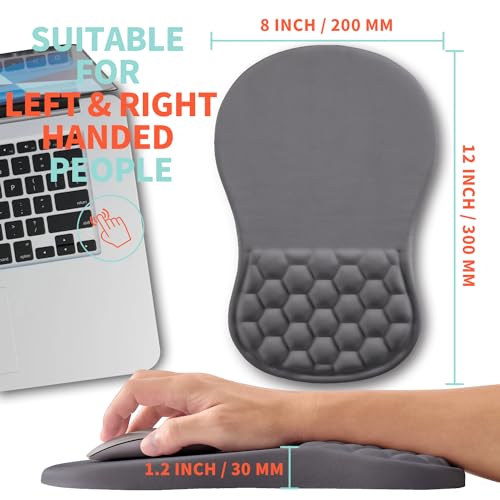 8 INCH / 200 MM
SUITABLE
FOR
LEFT & RIGHT
HANDED
PEOPLE
12 INCH / 300 MM
1.2 INCH / 30 MM